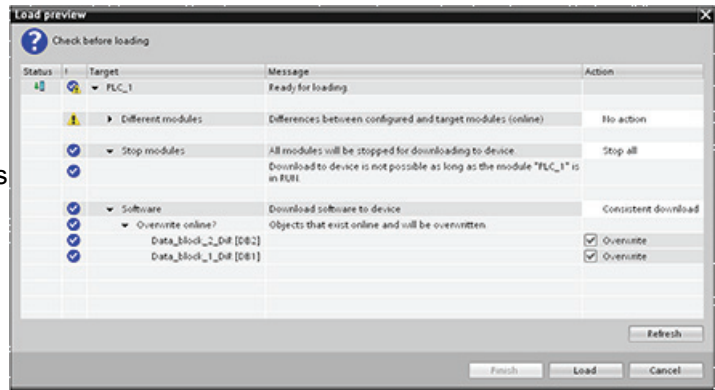 Load preview X
? Check before loading
Status ! Target Message Action
PLC_1 Ready for loading.
Different modules Differences between configured and target modules (online) No action
Stop modules All modules will be stopped for downloading to device. Stop all
s
Download to device is not possible as long as the module "PLC_1" is
in RUN.
Software Download software to device Consistent download
Overwrite online? Objects that exist online and will be overwritten.
Data_block_2_DiR [DB2] Overwrite
Data_block_1_DiR [DB1] Overwrite
Refresh
Finish Load Cancel